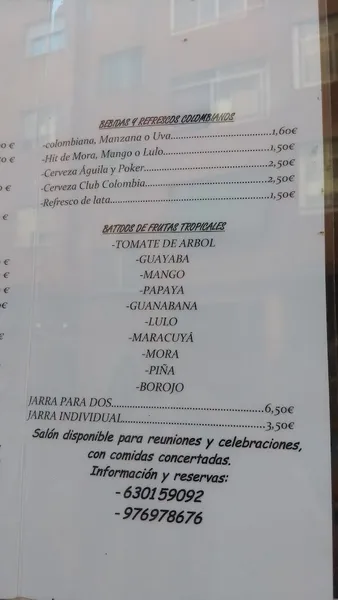 BEBIDAS Y REFRESCOS COLOMBIANOS
-colombiana, Manzana o Uva..............................1,60€
-Hit de Mora, Mango o Lulo..............................1,50€
-Cerveza Águila y Poker..............................2,50€
-Cerveza Club Colombia..............................2,50€
-Refresco de lata..............................1,50€
BATIDOS DE FRUTAS TROPICALES
-TOMATE DE ARBOL
-GUAYABA
-MANGO
-PAPAYA
-GUANABANA
-LULO
-MARACUYÁ
-MORA
-PIÑA
-BOROJO
JARRA PARA DOS..............................6,50€
JARRA INDIVIDUAL..............................3,50€
Salón disponible para reuniones y celebraciones,
con comidas concertadas.
Información y reservas:
- 630159092
- 976978676